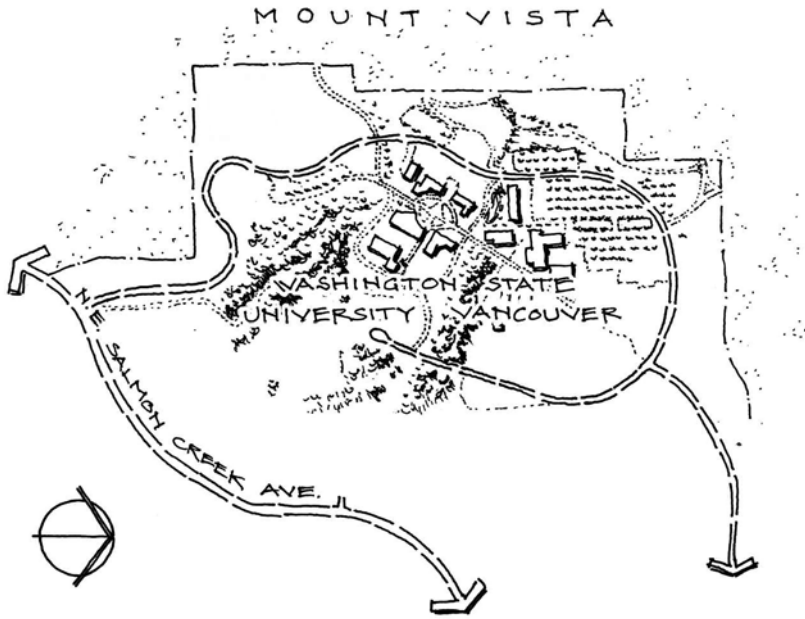 MOUNT VISTA
WASHINGTON STATE
UNIVERSITY VANCOUVER
NE SALMON CREEK AVE.